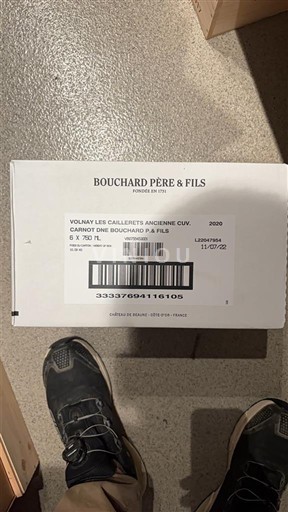 BOUCHARD PÈRE & FILS
FONDÉE EN 1731
VOLNAY LES CAILLERETS ANCIENNE CUV. 2020
CARNOT DNE BOUCHARD P.& FILS
6 X 750 ML L22047954
11/07/22
33337694116105
CHÂTEAU DE BEAUNE - CÔTE-D'OR - FRANCE